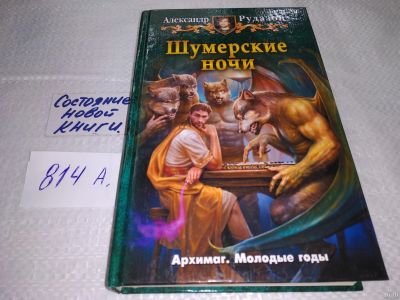 Александр Рудазов
Шумерские
ночи
Состояние
новой
книги.
814 А.
Архимаг. Молодые годы